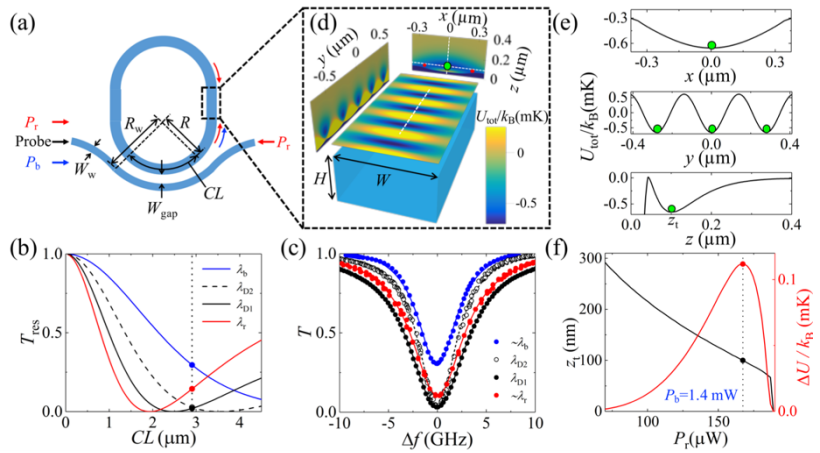 (a)
R_w
R
P_r
Probe
P_b
W_w
P_r
CL
W_gap
(d)
x (µm)
-0.3 0 0.3
y (µm)
-0.5 0 0.5
z (µm)
0 0.5
U_tot/k_B(mK)
0
-0.5
H
W
(e)
-0.3
-0.6
-0.3 0.0 0.3
x (µm)
U_tot/k_B(mK)
0.5
0.0
-0.5
-0.4 0.0 0.4
y (µm)
0.0
-0.5
z_t
0.0 0.2 0.4
z (µm)
(b)
T_res
1.0
0.5
0.0
0 1 2 3 4
CL (µm)
λ_b
λ_D2
λ_D1
λ_r
(c)
T
1.0
0.5
0.0
-10 -5 0 5 10
Δf (GHz)
~λ_b
λ_D2
λ_D1
~λ_r
(f)
z_t (nm)
300
200
100
0
100 150
P_r(µW)
P_b=1.4 mW
0.1
0.0
ΔU / k_B (mK)